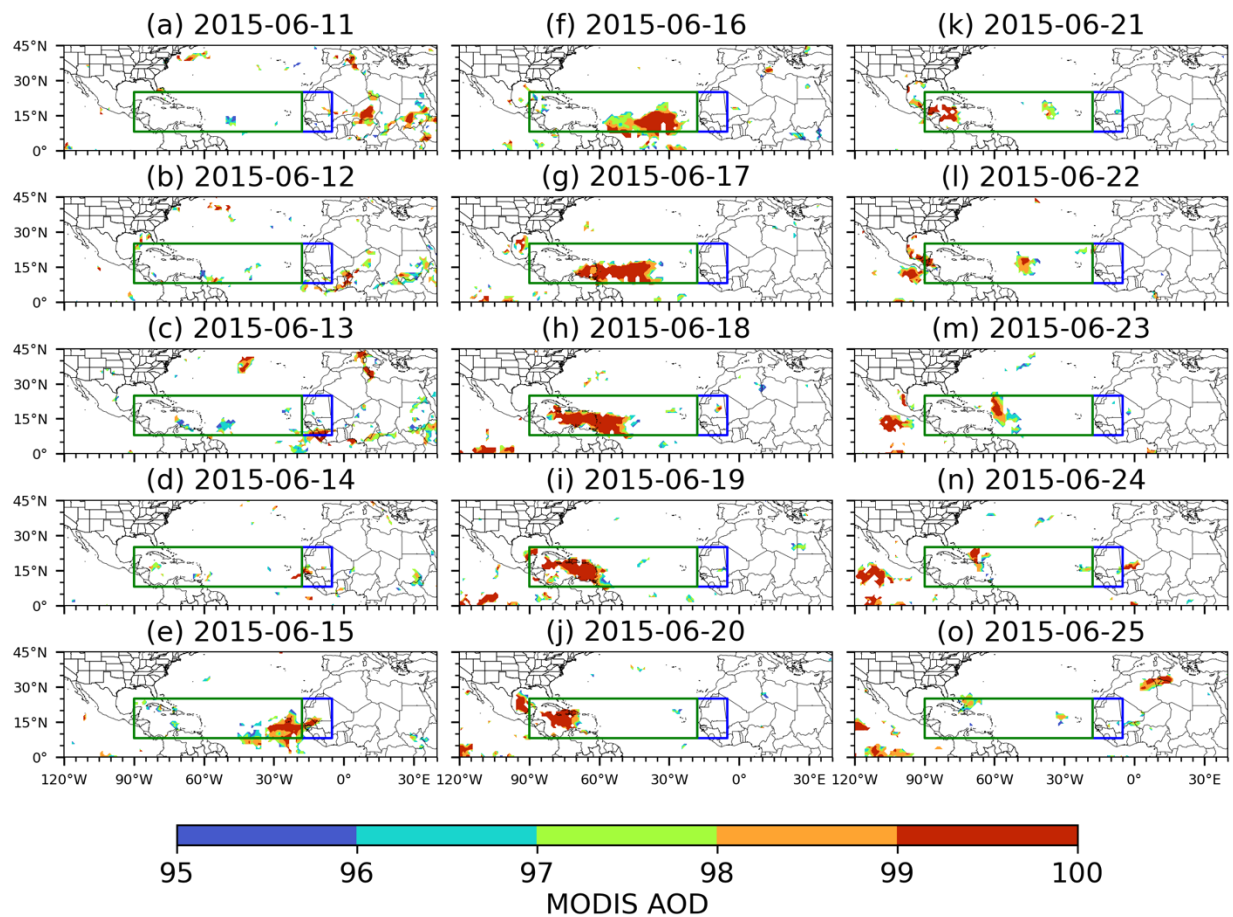 (a) 2015-06-11 (f) 2015-06-16 (k) 2015-06-21
45°N
30°N
15°N
0°
(b) 2015-06-12 (g) 2015-06-17 (l) 2015-06-22
45°N
30°N
15°N
0°
(c) 2015-06-13 (h) 2015-06-18 (m) 2015-06-23
45°N
30°N
15°N
0°
(d) 2015-06-14 (i) 2015-06-19 (n) 2015-06-24
45°N
30°N
15°N
0°
(e) 2015-06-15 (j) 2015-06-20 (o) 2015-06-25
45°N
30°N
15°N
0°
120°W 90°W 60°W 30°W 0° 30°E 120°W 90°W 60°W 30°W 0° 30°E 120°W 90°W 60°W 30°W 0° 30°E
95 96 97 98 99 100
MODIS AOD